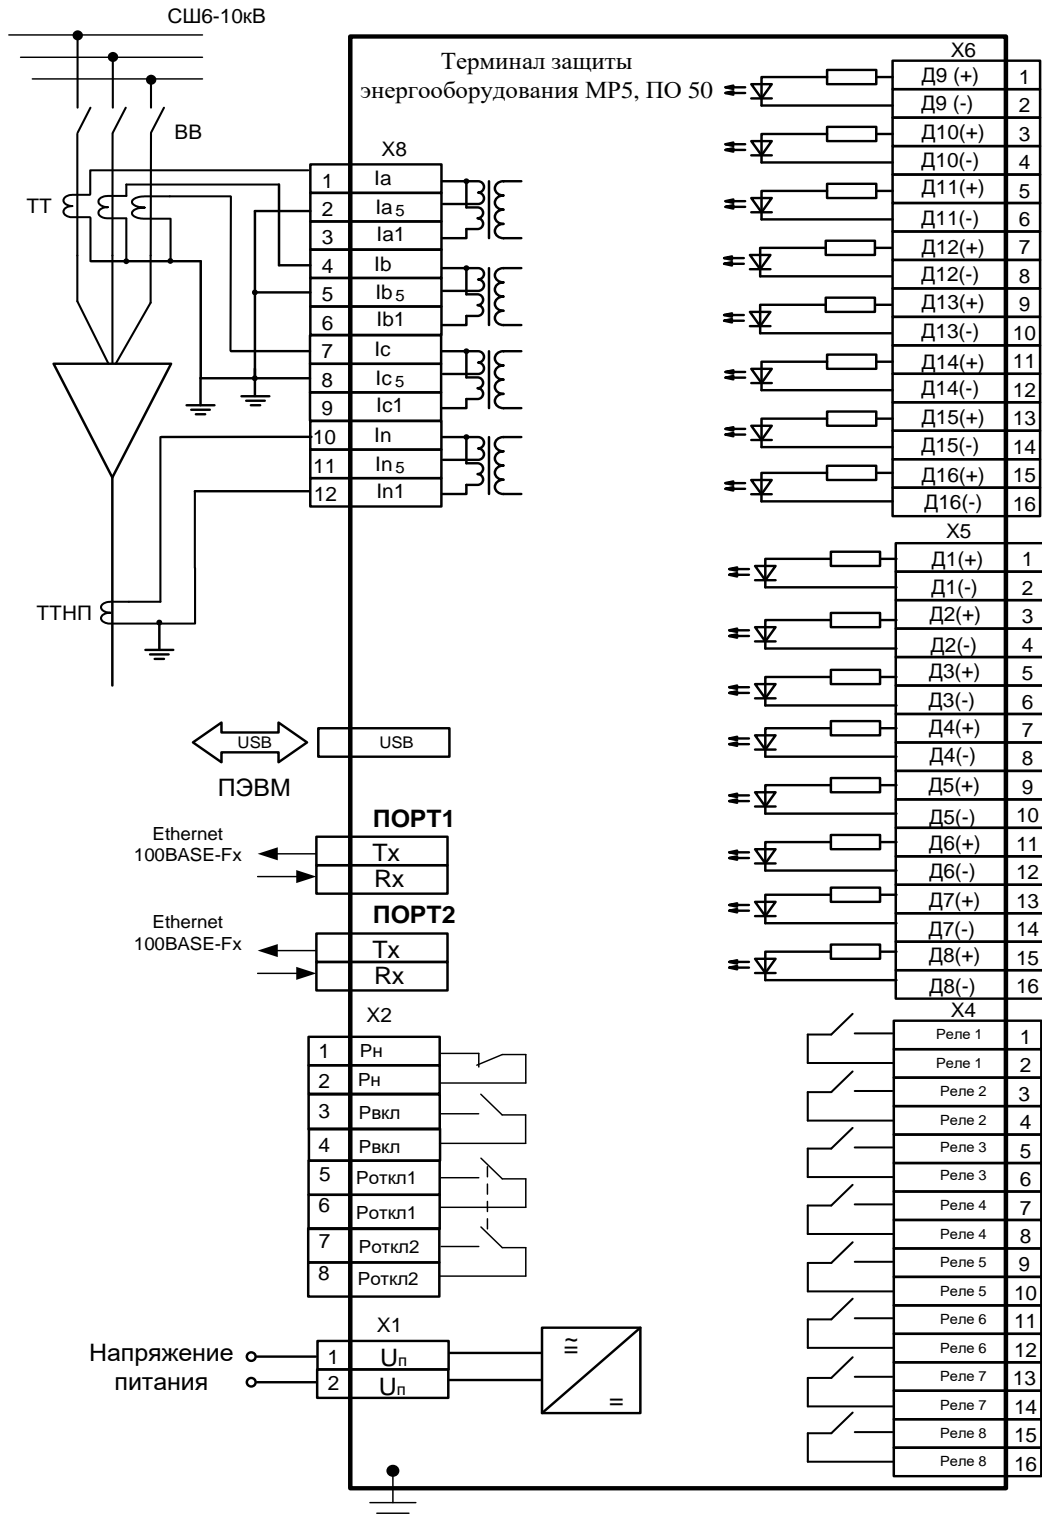 СШ6-10кВ
Терминал защиты
энергооборудования МР5, ПО 50
ВВ
ТТ
X8
1 Ia
2 Ia5
3 Ia1
4 Ib
5 Ib5
6 Ib1
7 Ic
8 Ic5
9 Ic1
10 In
11 In5
12 In1
ТТНП
USB
USB
ПЭВМ
ПОРТ1
Ethernet
100BASE-Fx
Tx
Rx
ПОРТ2
Ethernet
100BASE-Fx
Tx
Rx
X2
1 Рн
2 Рн
3 Рвкл
4 Рвкл
5 Роткл1
6 Роткл1
7 Роткл2
8 Роткл2
X1
Напряжение
питания
1 Uп
2 Uп
≂
=
X6
Д9 (+) 1
Д9 (-) 2
Д10(+) 3
Д10(-) 4
Д11(+) 5
Д11(-) 6
Д12(+) 7
Д12(-) 8
Д13(+) 9
Д13(-) 10
Д14(+) 11
Д14(-) 12
Д15(+) 13
Д15(-) 14
Д16(+) 15
Д16(-) 16
X5
Д1(+) 1
Д1(-) 2
Д2(+) 3
Д2(-) 4
Д3(+) 5
Д3(-) 6
Д4(+) 7
Д4(-) 8
Д5(+) 9
Д5(-) 10
Д6(+) 11
Д6(-) 12
Д7(+) 13
Д7(-) 14
Д8(+) 15
Д8(-) 16
X4
Реле 1 1
Реле 1 2
Реле 2 3
Реле 2 4
Реле 3 5
Реле 3 6
Реле 4 7
Реле 4 8
Реле 5 9
Реле 5 10
Реле 6 11
Реле 6 12
Реле 7 13
Реле 7 14
Реле 8 15
Реле 8 16